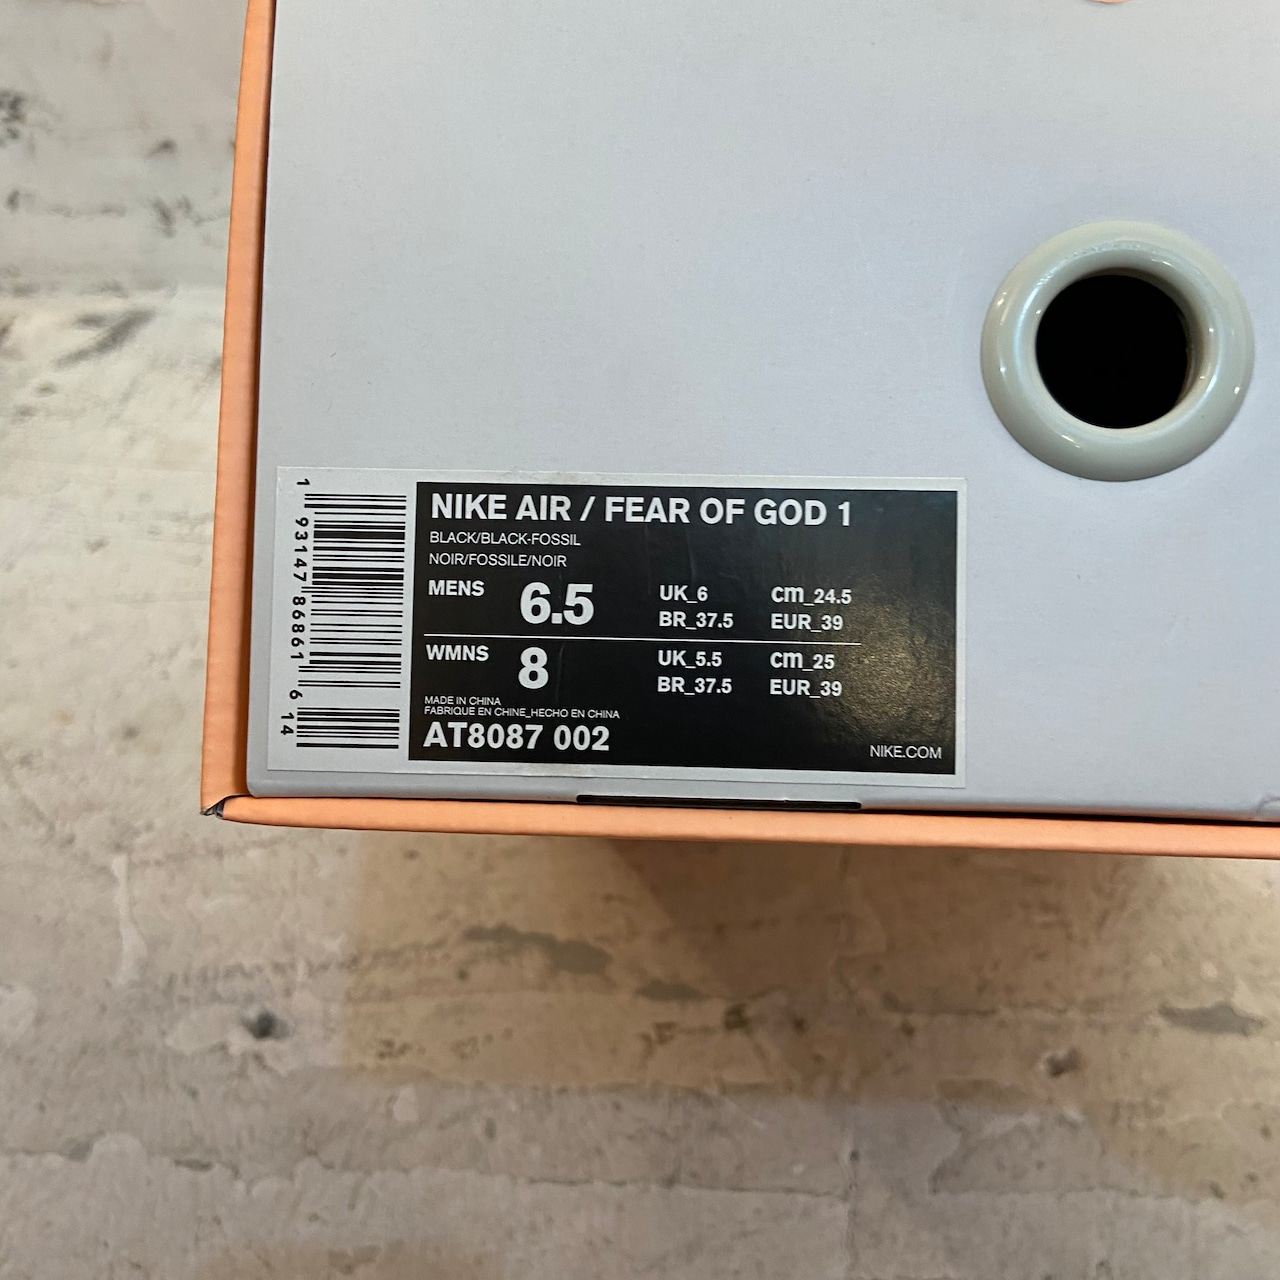 1 93147 86861 6 14
NIKE AIR / FEAR OF GOD 1
BLACK/BLACK-FOSSIL
NOIR/FOSSILE/NOIR
MENS 6.5 UK_6 cm_24.5
BR_37.5 EUR_39
WMNS 8 UK_5.5 cm_25
BR_37.5 EUR_39
MADE IN CHINA
FABRIQUE EN CHINE_HECHO EN CHINA
AT8087 002
NIKE.COM